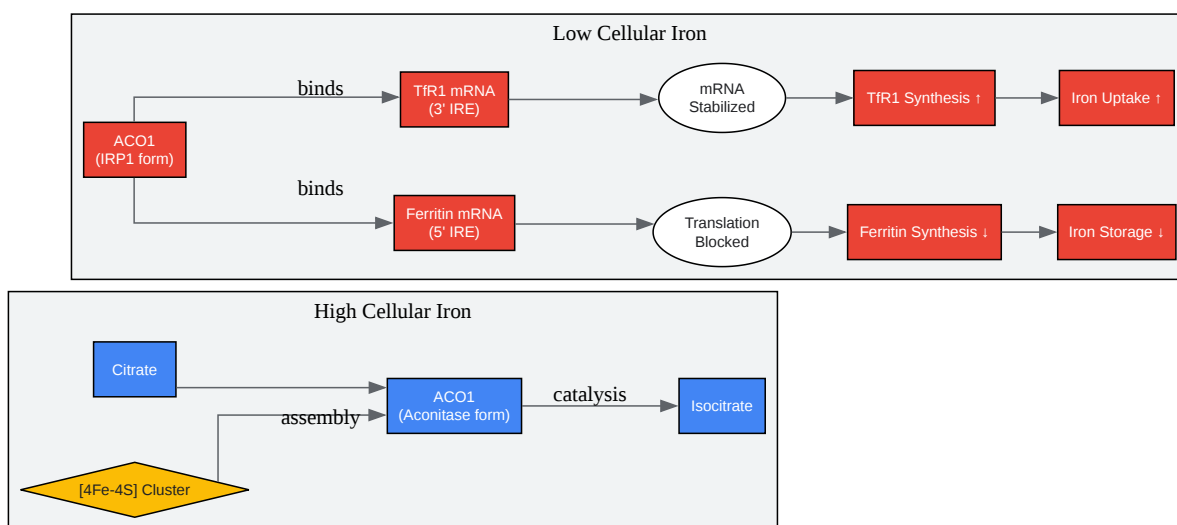 Low Cellular Iron
binds
TfR1 mRNA
(3' IRE)
mRNA
Stabilized
TfR1 Synthesis ↑
Iron Uptake ↑
ACO1
(IRP1 form)
binds
Ferritin mRNA
(5' IRE)
Translation
Blocked
Ferritin Synthesis ↓
Iron Storage ↓
High Cellular Iron
Citrate
ACO1
(Aconitase form)
catalysis
Isocitrate
assembly
[4Fe-4S] Cluster